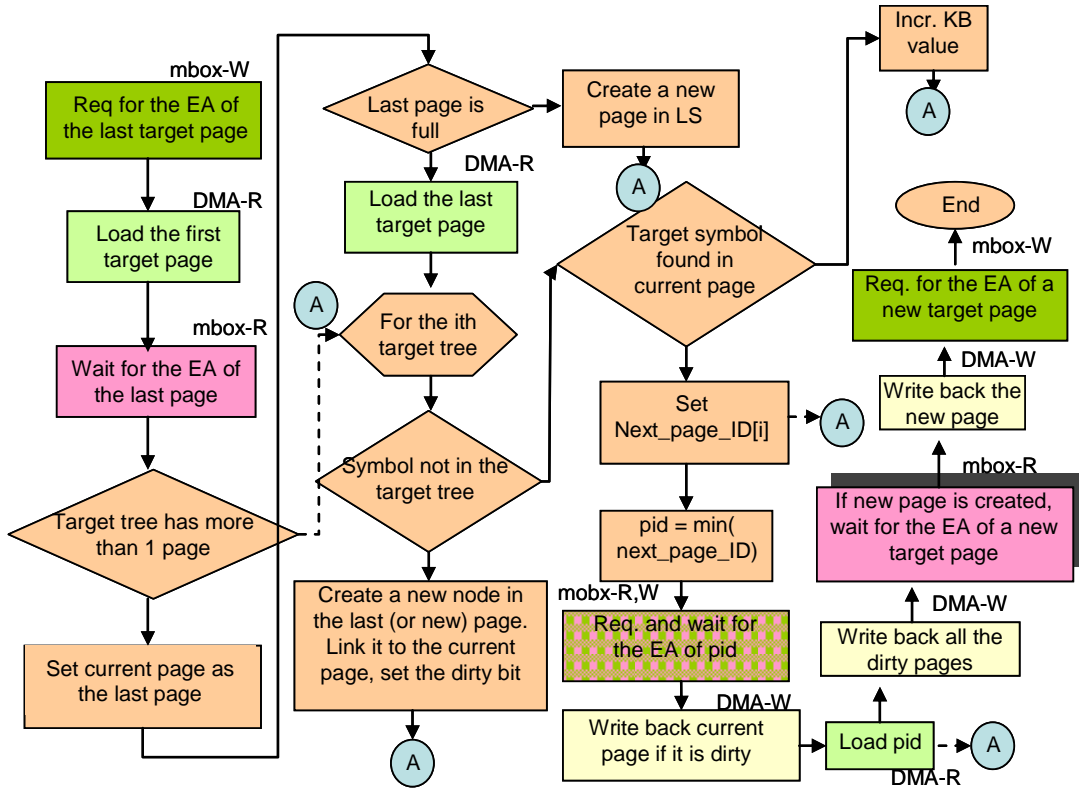 mbox-W
Req for the EA of
the last target page
DMA-R
Load the first
target page
mbox-R
Wait for the EA of
the last page
Target tree has more
than 1 page
Set current page as
the last page
Last page is
full
DMA-R
Load the last
target page
A
For the ith
target tree
Symbol not in the
target tree
Create a new node in
the last (or new) page.
Link it to the current
page, set the dirty bit
A
Create a new
page in LS
A
Target symbol
found in
current page
Set
Next_page_ID[i]
A
pid = min(
next_page_ID)
mobx-R,W
Req. and wait for
the EA of pid
DMA-W
Write back current
page if it is dirty
Incr. KB
value
A
End
mbox-W
Req. for the EA of a
new target page
DMA-W
Write back the
new page
mbox-R
If new page is created,
wait for the EA of a new
target page
DMA-W
Write back all the
dirty pages
Load pid
A
DMA-R